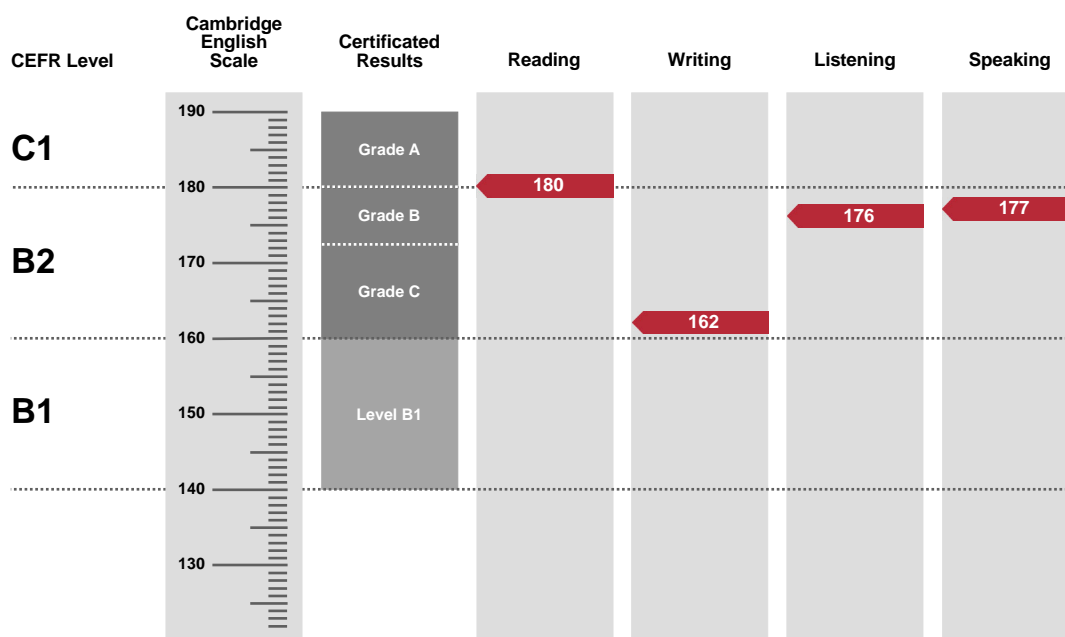 CEFR Level
Cambridge
English
Scale
Certificated
Results
Reading
Writing
Listening
Speaking
190
C1
Grade A
180
180
Grade B
176
177
B2
170
Grade C
162
160
B1
150
Level B1
140
130